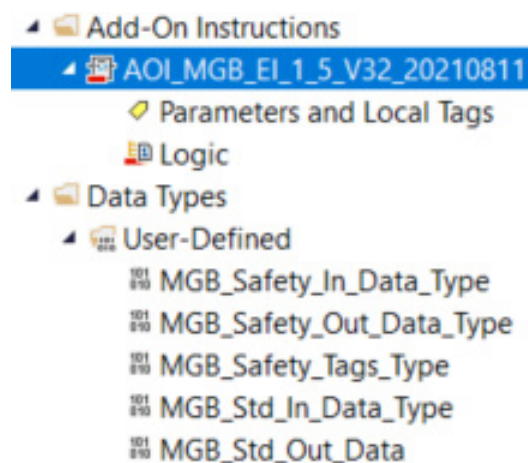 Add-On Instructions
AOI_MGB_EI_1_5_V32_20210811
Parameters and Local Tags
Logic
Data Types
User-Defined
MGB_Safety_In_Data_Type
MGB_Safety_Out_Data_Type
MGB_Safety_Tags_Type
MGB_Std_In_Data_Type
MGB_Std_Out_Data